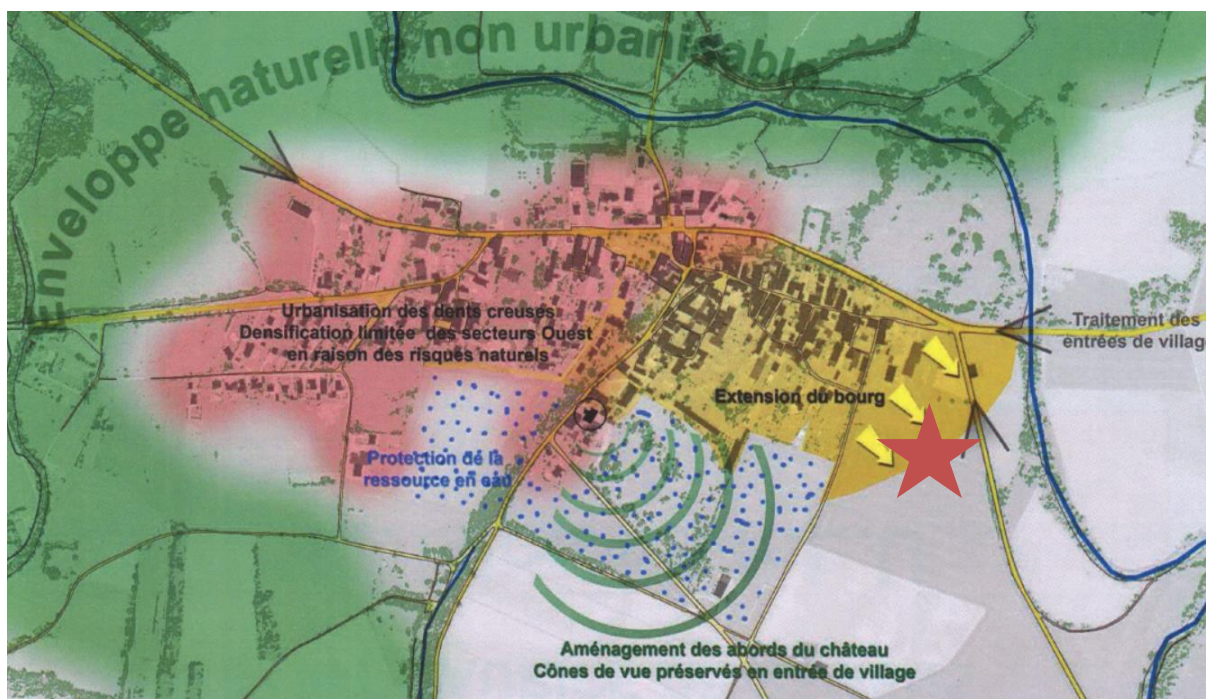 Enveloppe naturelle non urbanisable
Urbanisation des dents creuses
Densification limitée des secteurs Ouest
en raison des risques naturels
Traitement des
entrées de village
Extension du bourg
Protection de la
ressource en eau
Aménagement des abords du château
Cônes de vue préservés en entrée de village